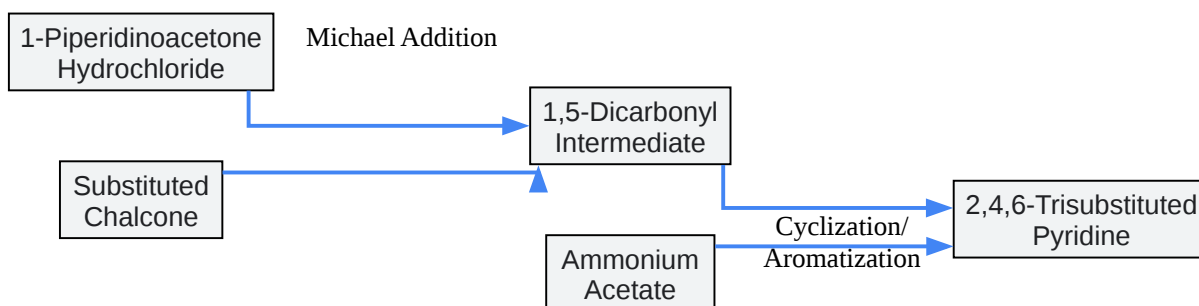 1-Piperidinoacetone
Hydrochloride
Michael Addition
1,5-Dicarbonyl
Intermediate
Substituted
Chalcone
2,4,6-Trisubstituted
Pyridine
Cyclization/
Aromatization
Ammonium
Acetate